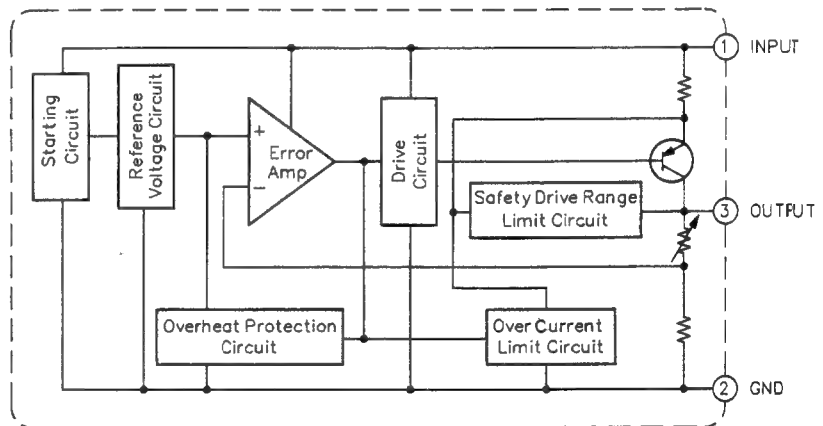 1 INPUT
Starting
Circuit
Reference
Voltage Circuit
+
Error
Amp
−
Drive
Circuit
Safety Drive Range
Limit Circuit
3 OUTPUT
Overheat Protection
Circuit
Over Current
Limit Circuit
2 GND